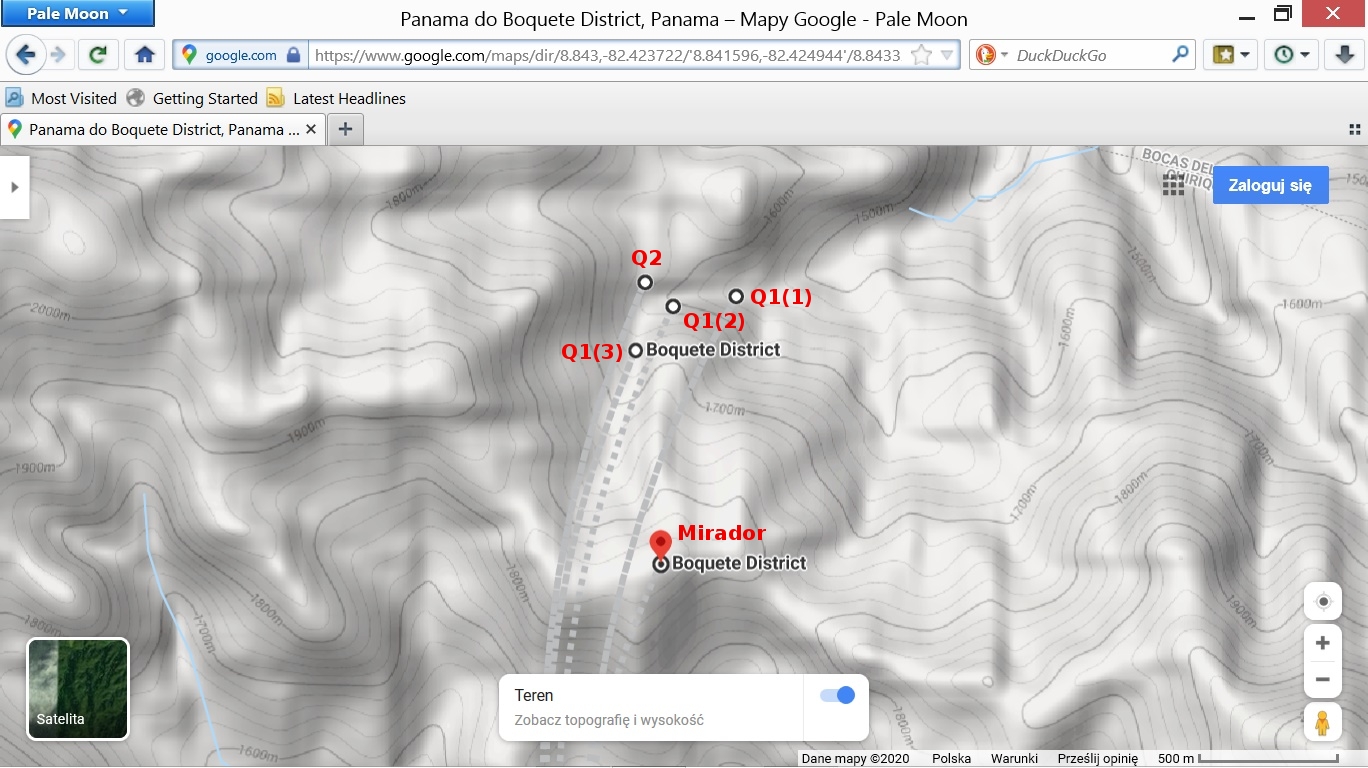 Pale Moon
Panama do Boquete District, Panama – Mapy Google - Pale Moon
google.com
https://www.google.com/maps/dir/8.843,-82.423722/'8.841596,-82.424944'/8.8433
DuckDuckGo
Most Visited
Getting Started
Latest Headlines
Panama do Boquete District, Panama ...
BOCAS DEL
CHIRIQ
Zaloguj się
1800m
1600m
1500m
150
Q2
Q1(1)
1600m
2000m
1600m
Q1(2)
1600m
Q1(3)
Boquete District
1700m
1900m
1700m
1900m
1800m
1700m
Mirador
Boquete District
1800m
1800m
1900m
1800m
1700m
Teren
Zobacz topografię i wysokość
Satelita
1800m
1600m
Dane mapy ©2020
Polska
Warunki
Prześlij opinię
500 m